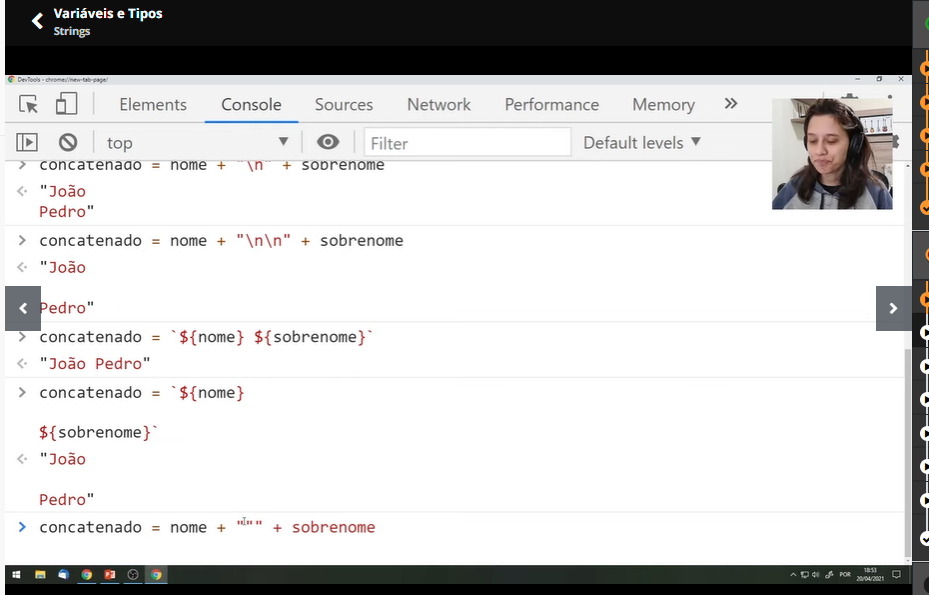 Variáveis e Tipos
Strings
DevTools - chrome://new-tab-page/
Elements Console Sources Network Performance Memory »
top Filter Default levels
> concatenado = nome + "\n" + sobrenome
"João
Pedro"
> concatenado = nome + "\n\n" + sobrenome
"João
Pedro"
> concatenado = `${nome} ${sobrenome}`
"João Pedro"
> concatenado = `${nome}
${sobrenome}`
"João
Pedro"
> concatenado = nome + """" + sobrenome
POR
18:53
20/04/2021